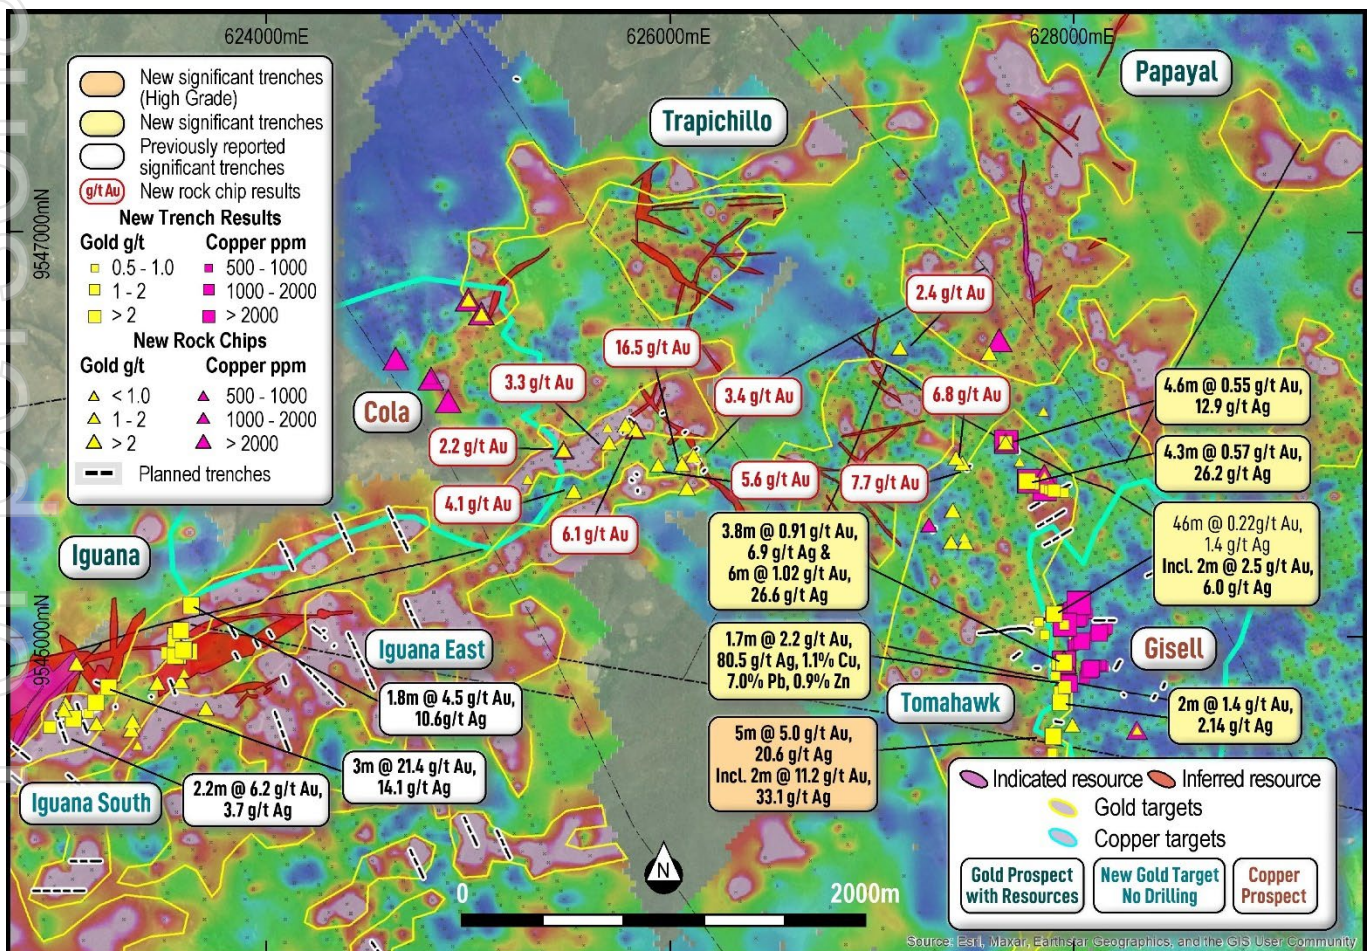 624000mE
626000mE
628000mE
9547000mN
9546000mN
New significant trenches
(High Grade)
New significant trenches
Previously reported
significant trenches
g/t Au
New rock chip results
New Trench Results
Gold g/t
Copper ppm
0.5 - 1.0
500 - 1000
1 - 2
1000 - 2000
> 2
> 2000
New Rock Chips
Gold g/t
Copper ppm
< 1.0
500 - 1000
1 - 2
1000 - 2000
> 2
> 2000
Planned trenches
Papayal
Trapichillo
2.4 g/t Au
16.5 g/t Au
3.3 g/t Au
3.4 g/t Au
6.8 g/t Au
Cola
2.2 g/t Au
4.6m @ 0.55 g/t Au,
12.9 g/t Ag
4.3m @ 0.57 g/t Au,
26.2 g/t Ag
5.6 g/t Au
7.7 g/t Au
4.1 g/t Au
6.1 g/t Au
Iguana
3.8m @ 0.91 g/t Au,
6.9 g/t Ag &
6m @ 1.02 g/t Au,
26.6 g/t Ag
46m @ 0.22g/t Au,
1.4 g/t Ag
Incl. 2m @ 2.5 g/t Au,
6.0 g/t Ag
Iguana East
1.7m @ 2.2 g/t Au,
80.5 g/t Ag, 1.1% Cu,
7.0% Pb, 0.9% Zn
Gisell
Tomahawk
1.8m @ 4.5 g/t Au,
10.6g/t Ag
2m @ 1.4 g/t Au,
2.14 g/t Ag
5m @ 5.0 g/t Au,
20.6 g/t Ag
Incl. 2m @ 11.2 g/t Au,
33.1 g/t Ag
3m @ 21.4 g/t Au,
14.1 g/t Ag
Iguana South
2.2m @ 6.2 g/t Au,
3.7 g/t Ag
Indicated resource
Inferred resource
Gold targets
Copper targets
Gold Prospect
with Resources
New Gold Target
No Drilling
Copper
Prospect
N
0
2000m
Source: Esri, Maxar, Earthstar Geographics, and the GIS User Community